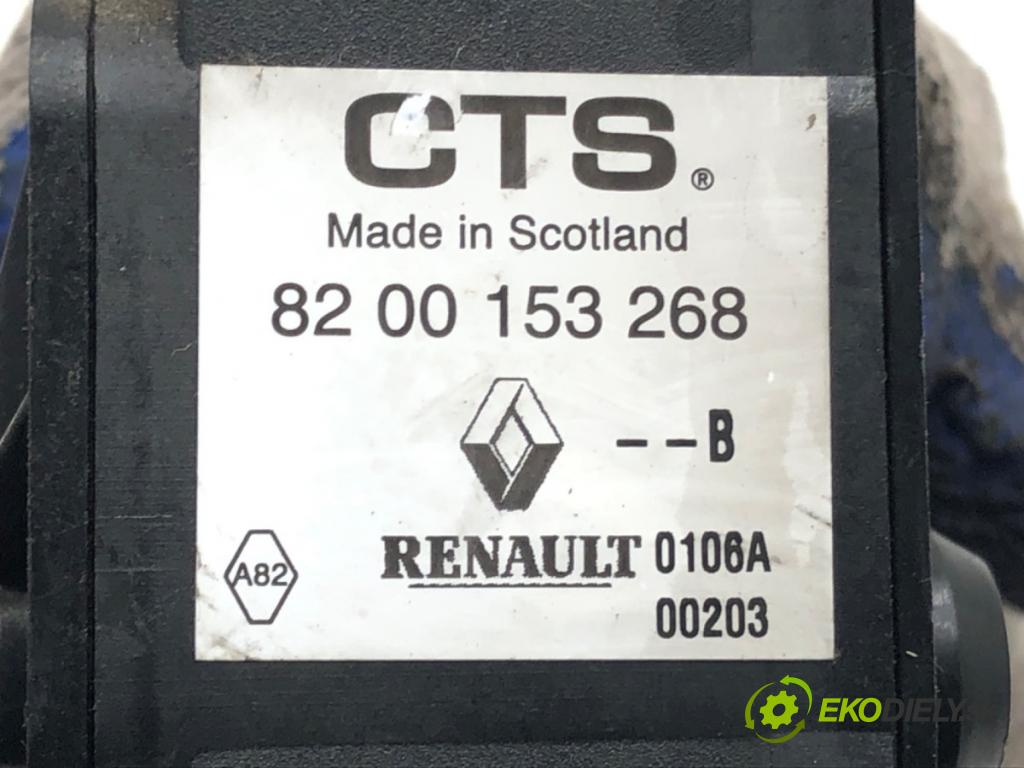 CTS®
Made in Scotland
82 00 153 268
--B
RENAULT 0106A
A82
00203
EKODIELY